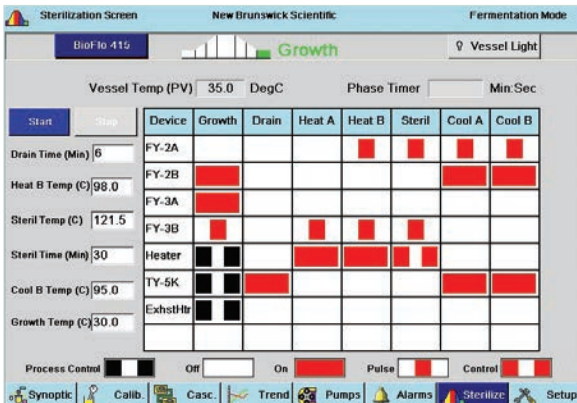 Sterilization Screen New Brunswick Scientific Fermentation Mode
BioFlo 415 Growth Vessel Light
Vessel Temp (PV) 35.0 DegC Phase Timer Min:Sec
Start Stop Device Growth Drain Heat A Heat B Steril Cool A Cool B
Drain Time (Min) 6 FY-2A
Heat B Temp (C) 98.0 FY-2B
FY-3A
Steril Temp (C) 121.5 FY-3B
Steril Time (Min) 30 Heater
Cool B Temp (C) 95.0 TY-5K
Growth Temp (C) 30.0 ExhstHtr
Process Control Off On Pulse Control
Synoptic Calib. Casc. Trend Pumps Alarms Sterilize Setup